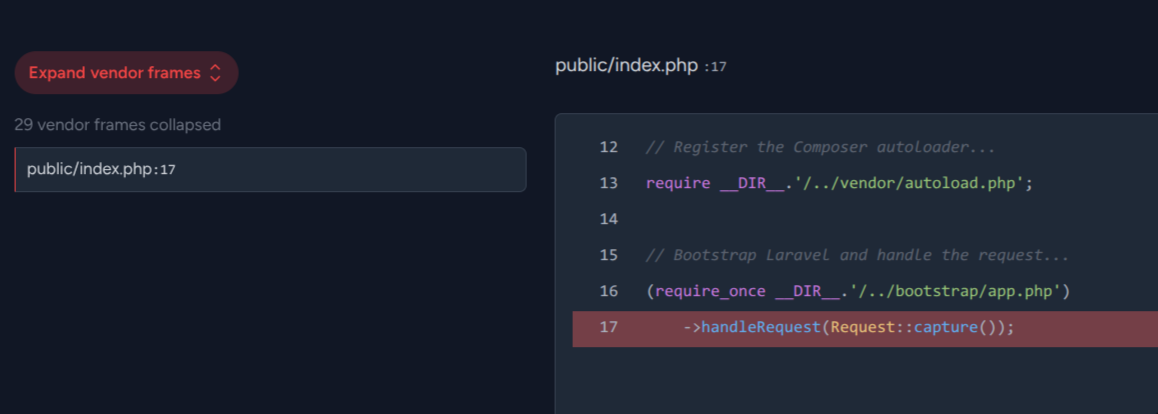 Expand vendor frames
29 vendor frames collapsed
public/index.php:17
public/index.php :17
12 // Register the Composer autoloader...
13 require __DIR__.'/../vendor/autoload.php';
14
15 // Bootstrap Laravel and handle the request...
16 (require_once __DIR__.'/../bootstrap/app.php')
17     ->handleRequest(Request::capture());